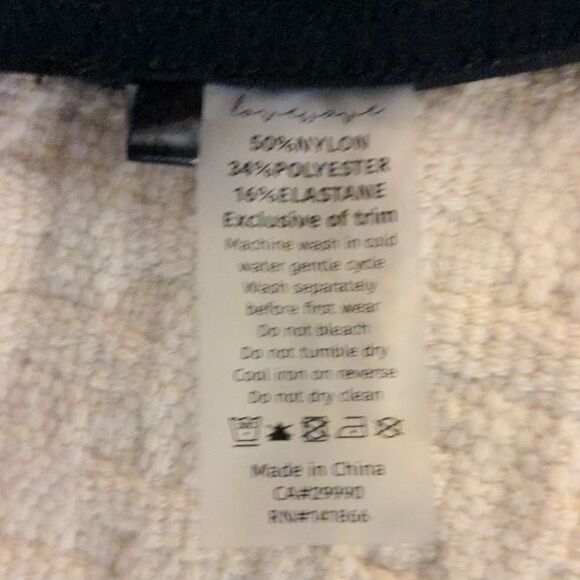 50%NYLON
34%POLYESTER
16%ELASTANE
Exclusive of trim
Machine wash in cold
water gentle cycle
Wash separately
before first wear
Do not bleach
Do not tumble dry
Cool iron on reverse
Do not dry clean
Made in China
CA#29990
RN#141866